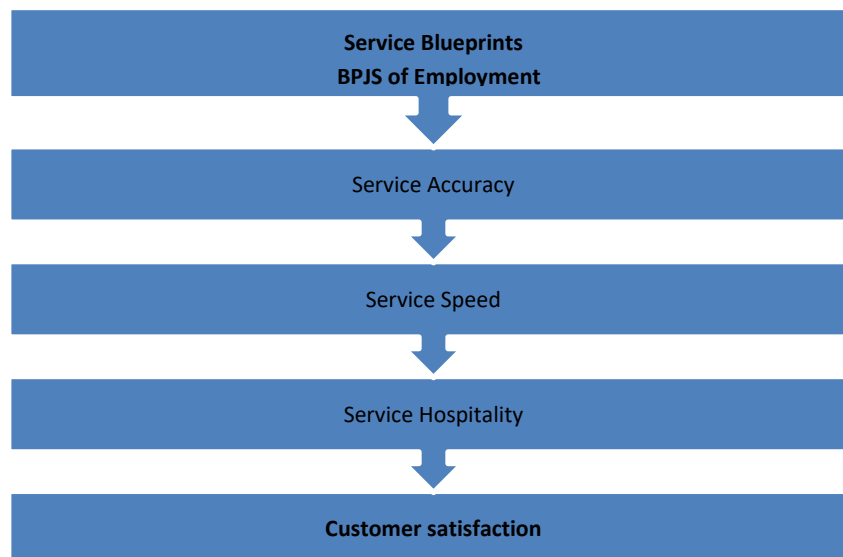 Service Blueprints
BPJS of Employment
Service Accuracy
Service Speed
Service Hospitality
Customer satisfaction